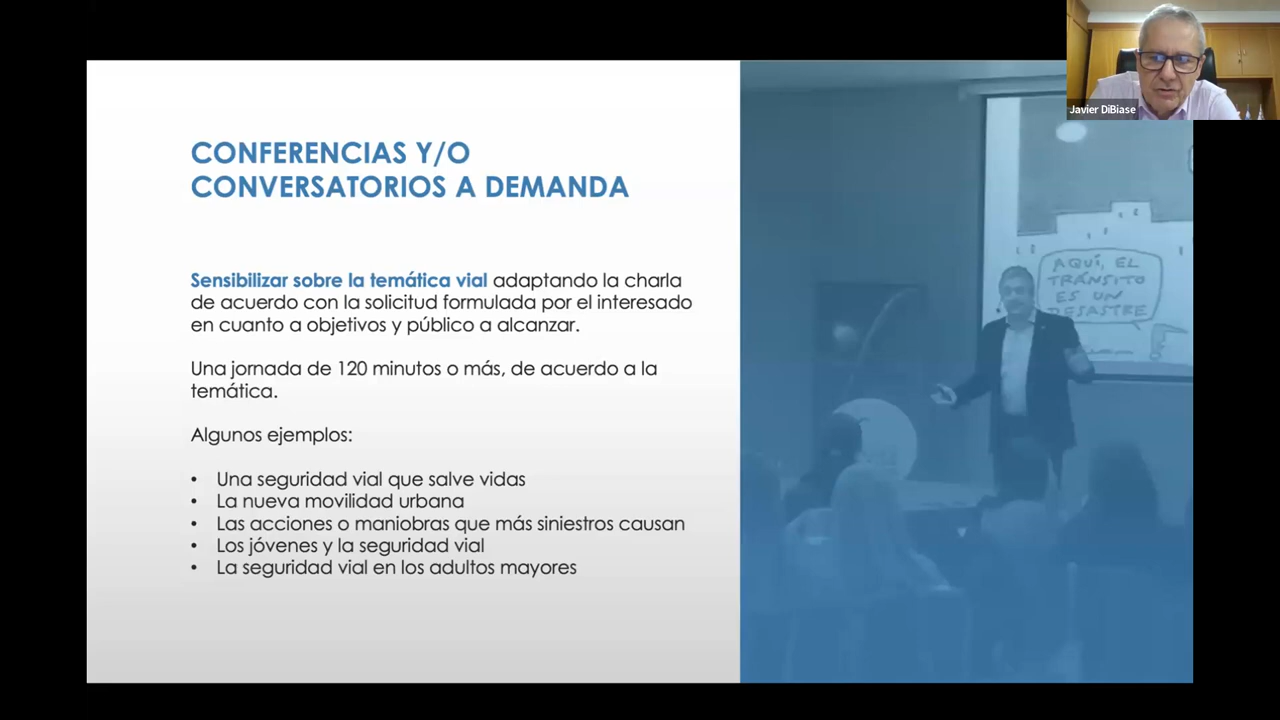 CONFERENCIAS Y/O
CONVERSATORIOS A DEMANDA
Sensibilizar sobre la temática vial adaptando la charla
de acuerdo con la solicitud formulada por el interesado
en cuanto a objetivos y público a alcanzar.
Una jornada de 120 minutos o más, de acuerdo a la
temática.
Algunos ejemplos:
• Una seguridad vial que salve vidas
• La nueva movilidad urbana
• Las acciones o maniobras que más siniestros causan
• Los jóvenes y la seguridad vial
• La seguridad vial en los adultos mayores
AQUÍ, EL
TRÁNSITO
ES UN
DESASTRE
Javier DiBiase